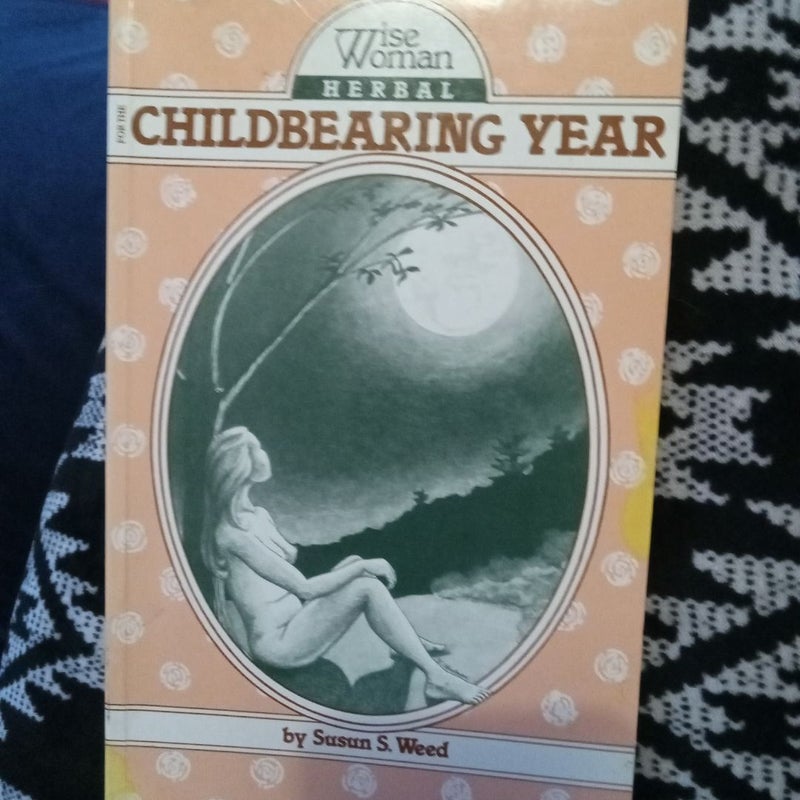 Wise
Woman
HERBAL
FOR THE
CHILDBEARING YEAR
by Susun S. Weed